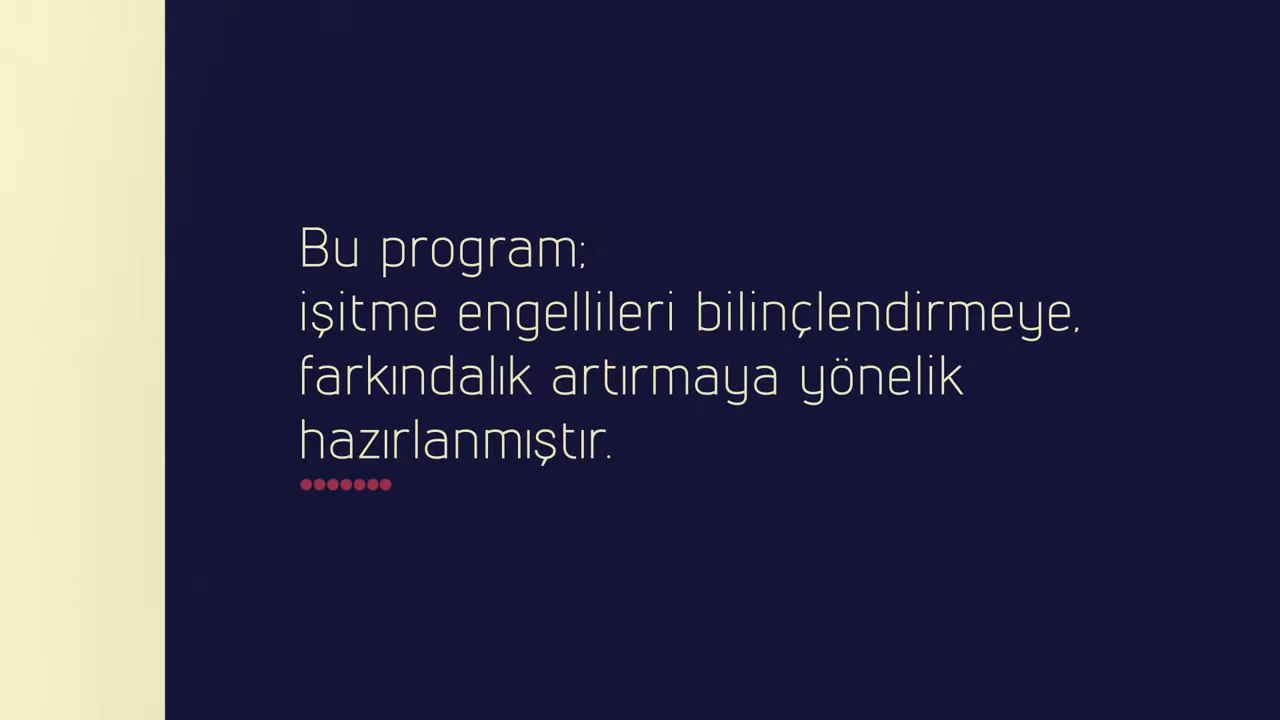 Bu program;
işitme engellileri bilinçlendirmeye,
farkındalık artırmaya yönelik
hazırlanmıştır.